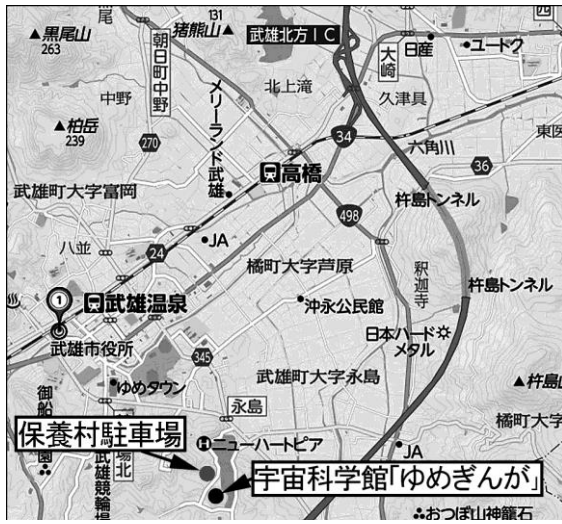 黒尾山
263
131
猪熊山
朝日町中野
武雄北方IC
大崎
日産
ユートク
中野
メリーランド武雄
北上滝
久津具
柏岳
239
270
34
六角川
36
東医
武雄町大字富岡
高橋
杵島トンネル
498
八並
24
JA
橘町大字芦原
釈迦寺
杵島トンネル
1
武雄温泉
沖永公民館
武雄市役所
日本ハード
メタル
345
ゆめタウン
武雄町大字永島
杵島山
御船
園
永島
橘町大字
保養村駐車場
場北
武雄競輪場
ニューハートピア
JA
宇宙科学館「ゆめぎんが」
おつぼ山神籠石